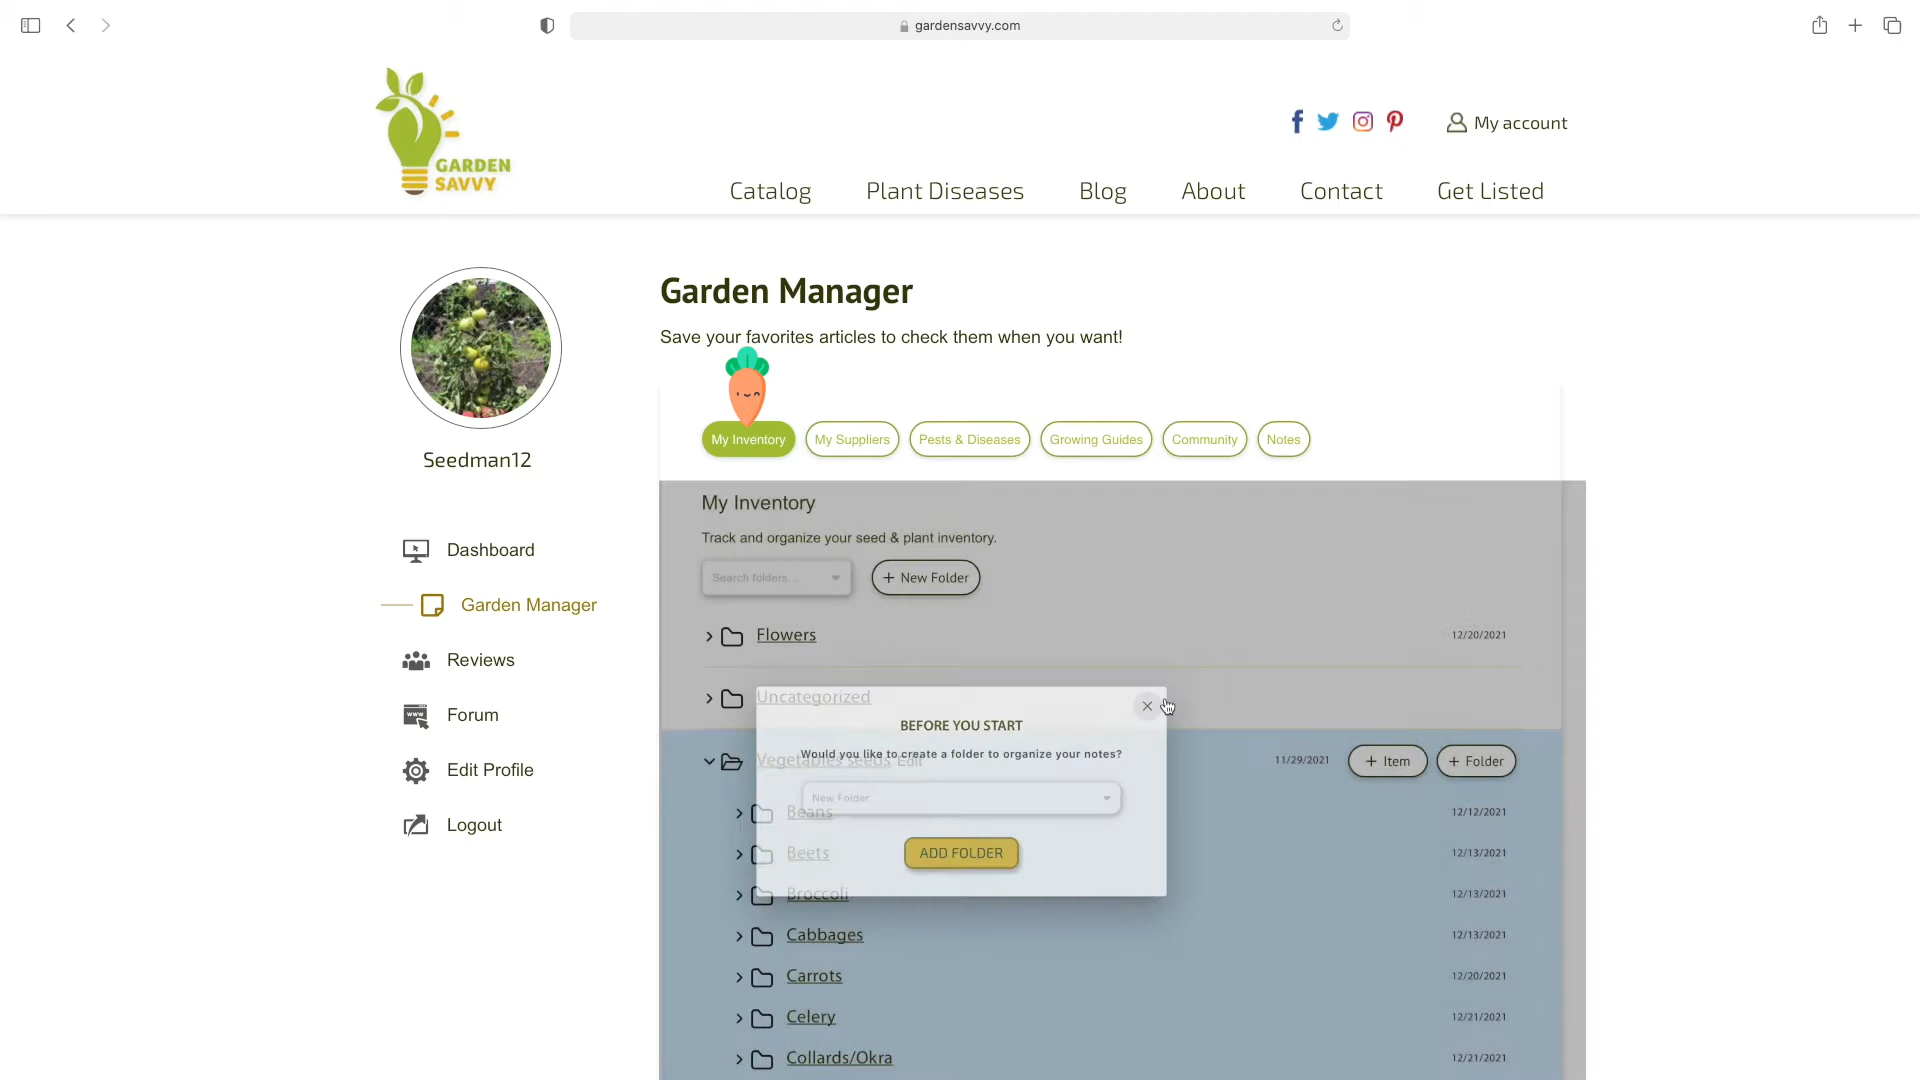 gardensavvy.com
GARDEN
SAVVY
My account
Catalog Plant Diseases Blog About Contact Get Listed
Garden Manager
Save your favorites articles to check them when you want!
My Inventory My Suppliers Pests & Diseases Growing Guides Community Notes
Seedman12
Dashboard
Garden Manager
Reviews
www
Forum
Edit Profile
Logout
My Inventory
Track and organize your seed & plant inventory.
Search folders... + New Folder
Flowers 12/20/2021
Uncategorized
BEFORE YOU START
Would you like to create a folder to organize your notes?
Vegetables seeds Edit 11/29/2021 + Item + Folder
New Folder
Beans 12/12/2021
Beets 12/13/2021
ADD FOLDER
Broccoli 12/13/2021
Cabbages 12/13/2021
Carrots 12/20/2021
Celery 12/21/2021
Collards/Okra 12/21/2021